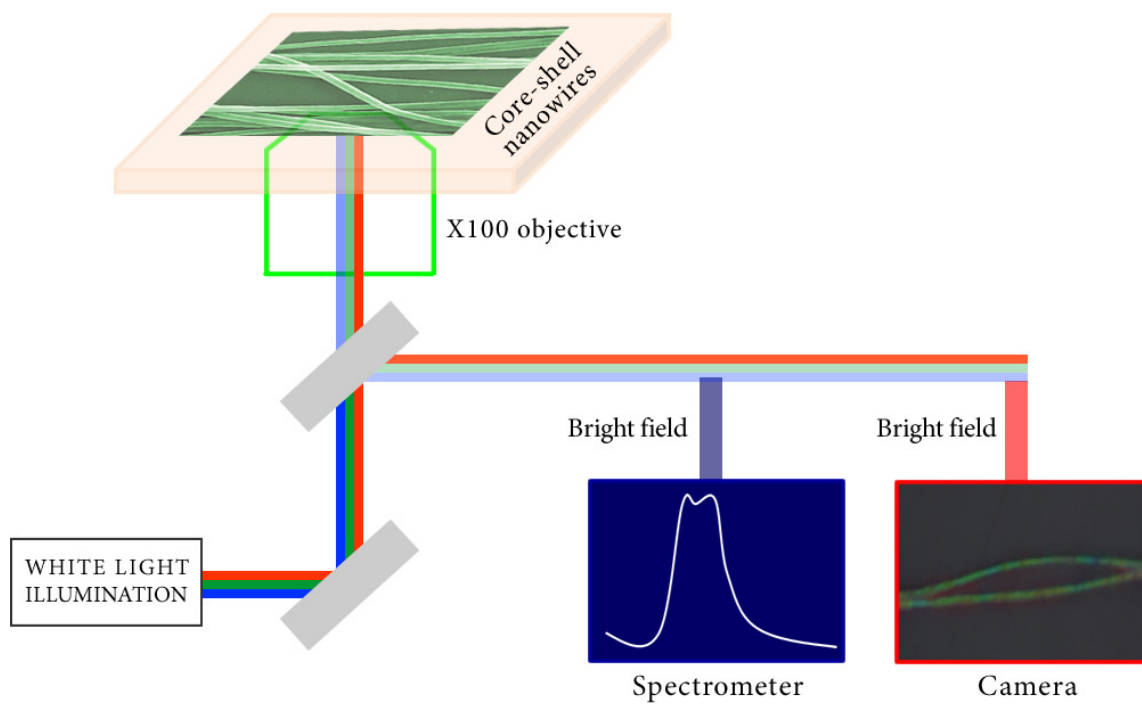 Core-shell
nanowires
X100 objective
Bright field
Bright field
WHITE LIGHT
ILLUMINATION
Spectrometer
Camera